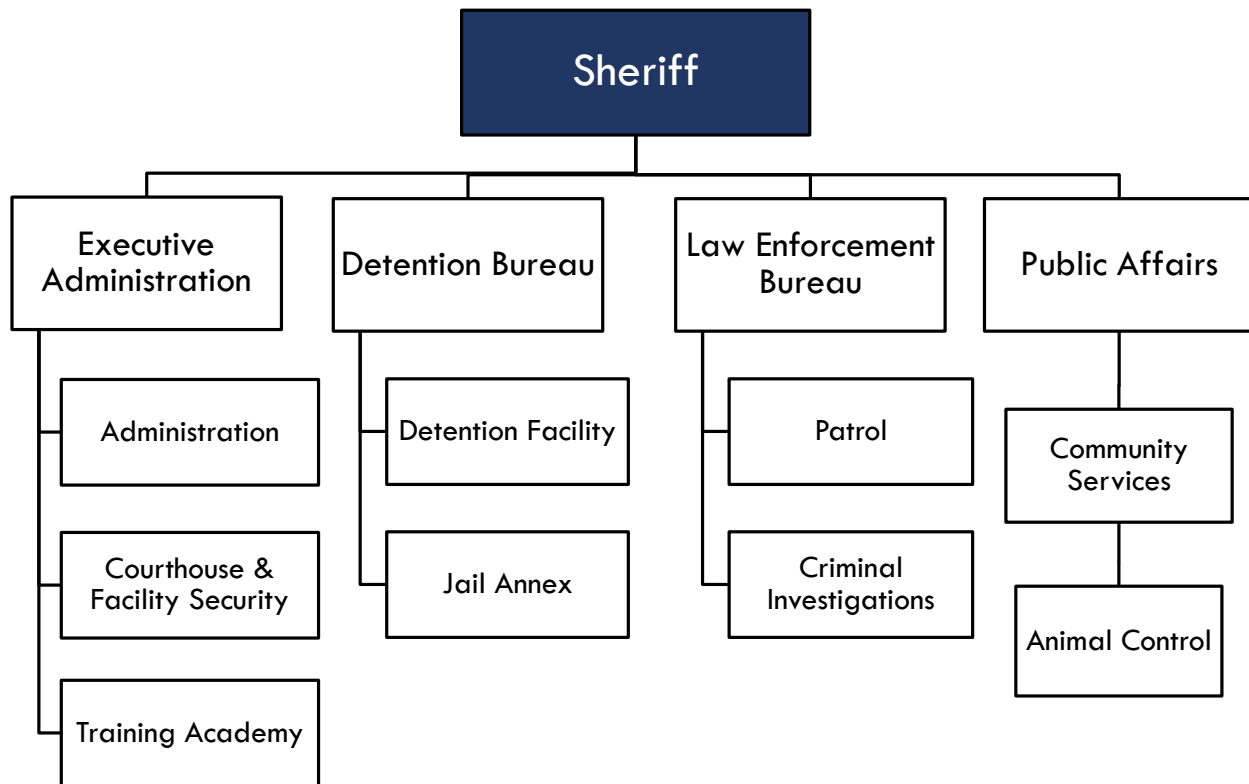 Sheriff
Executive
Administration
Detention Bureau
Law Enforcement
Bureau
Public Affairs
Administration
Detention Facility
Patrol
Community
Services
Courthouse &
Facility Security
Jail Annex
Criminal
Investigations
Animal Control
Training Academy